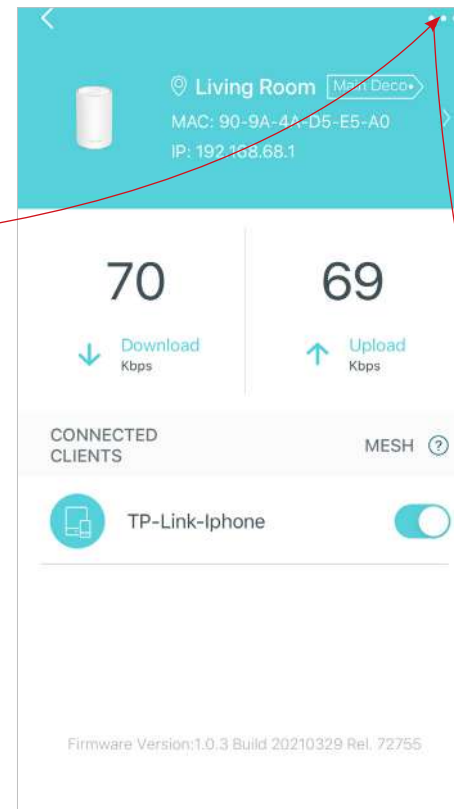 Living Room Main Deco
MAC: 90-9A-4A-D5-E5-A0
IP: 192.168.68.1
70 69
Download Upload
Kbps Kbps
CONNECTED
CLIENTS
MESH ?
TP-Link-Iphone
Firmware Version:1.0.3 Build 20210329 Rel. 72755